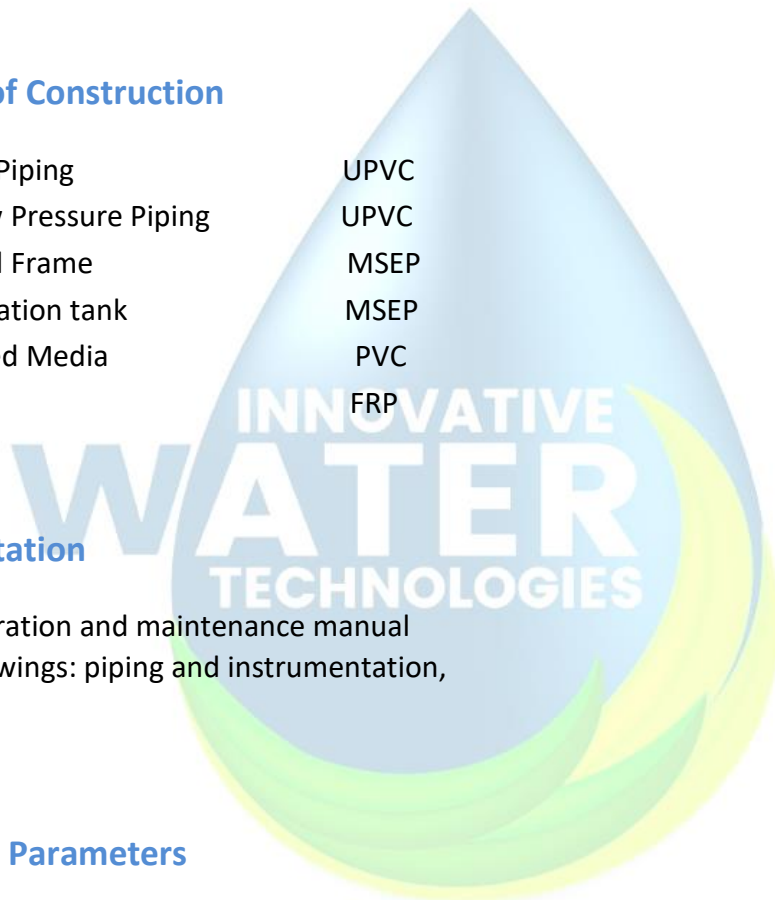 of Construction
Piping UPVC
Pressure Piping UPVC
Frame MSEP
ation tank MSEP
ed Media PVC
FRP
INNOVATIVE
WATER
TECHNOLOGIES
tation
ration and maintenance manual
wings: piping and instrumentation,
Parameters